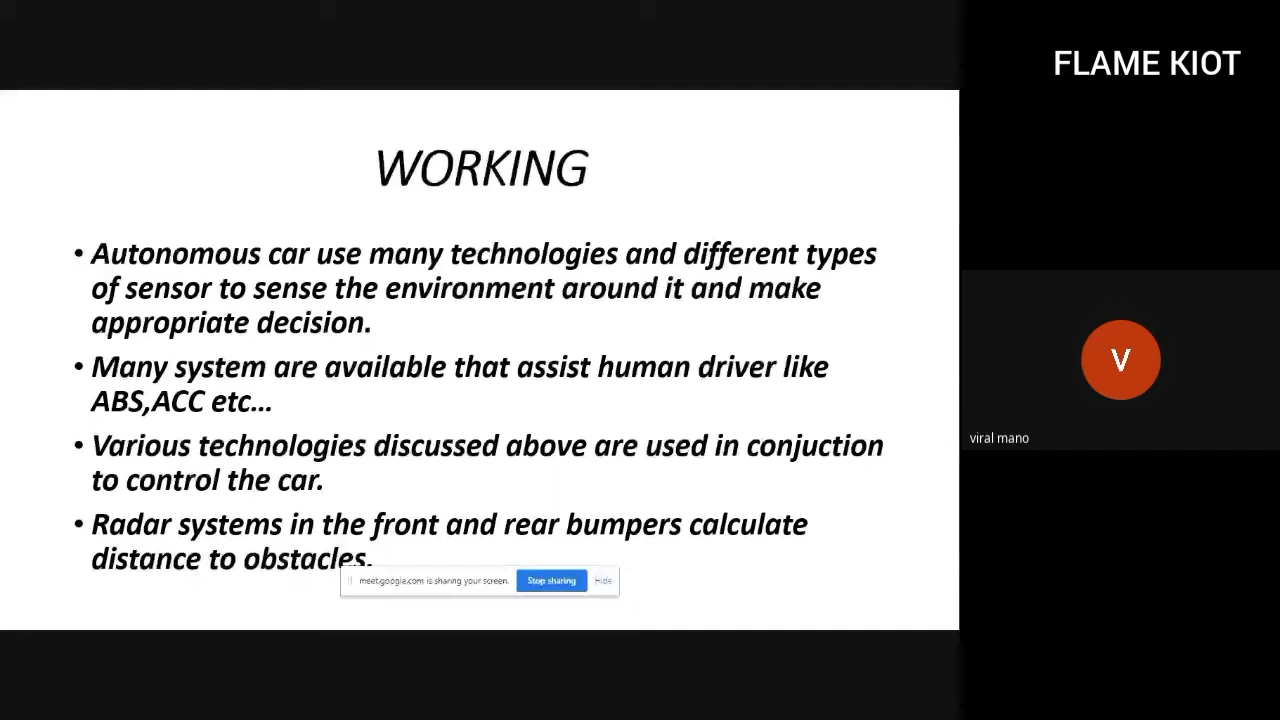 FLAME KIOT
WORKING
• Autonomous car use many technologies and different types
of sensor to sense the environment around it and make
appropriate decision.
• Many system are available that assist human driver like
ABS,ACC etc...
• Various technologies discussed above are used in conjuction
to control the car.
• Radar systems in the front and rear bumpers calculate
distance to obstacles.
meet.google.com is sharing your screen. Stop sharing Hide
V
viral mano